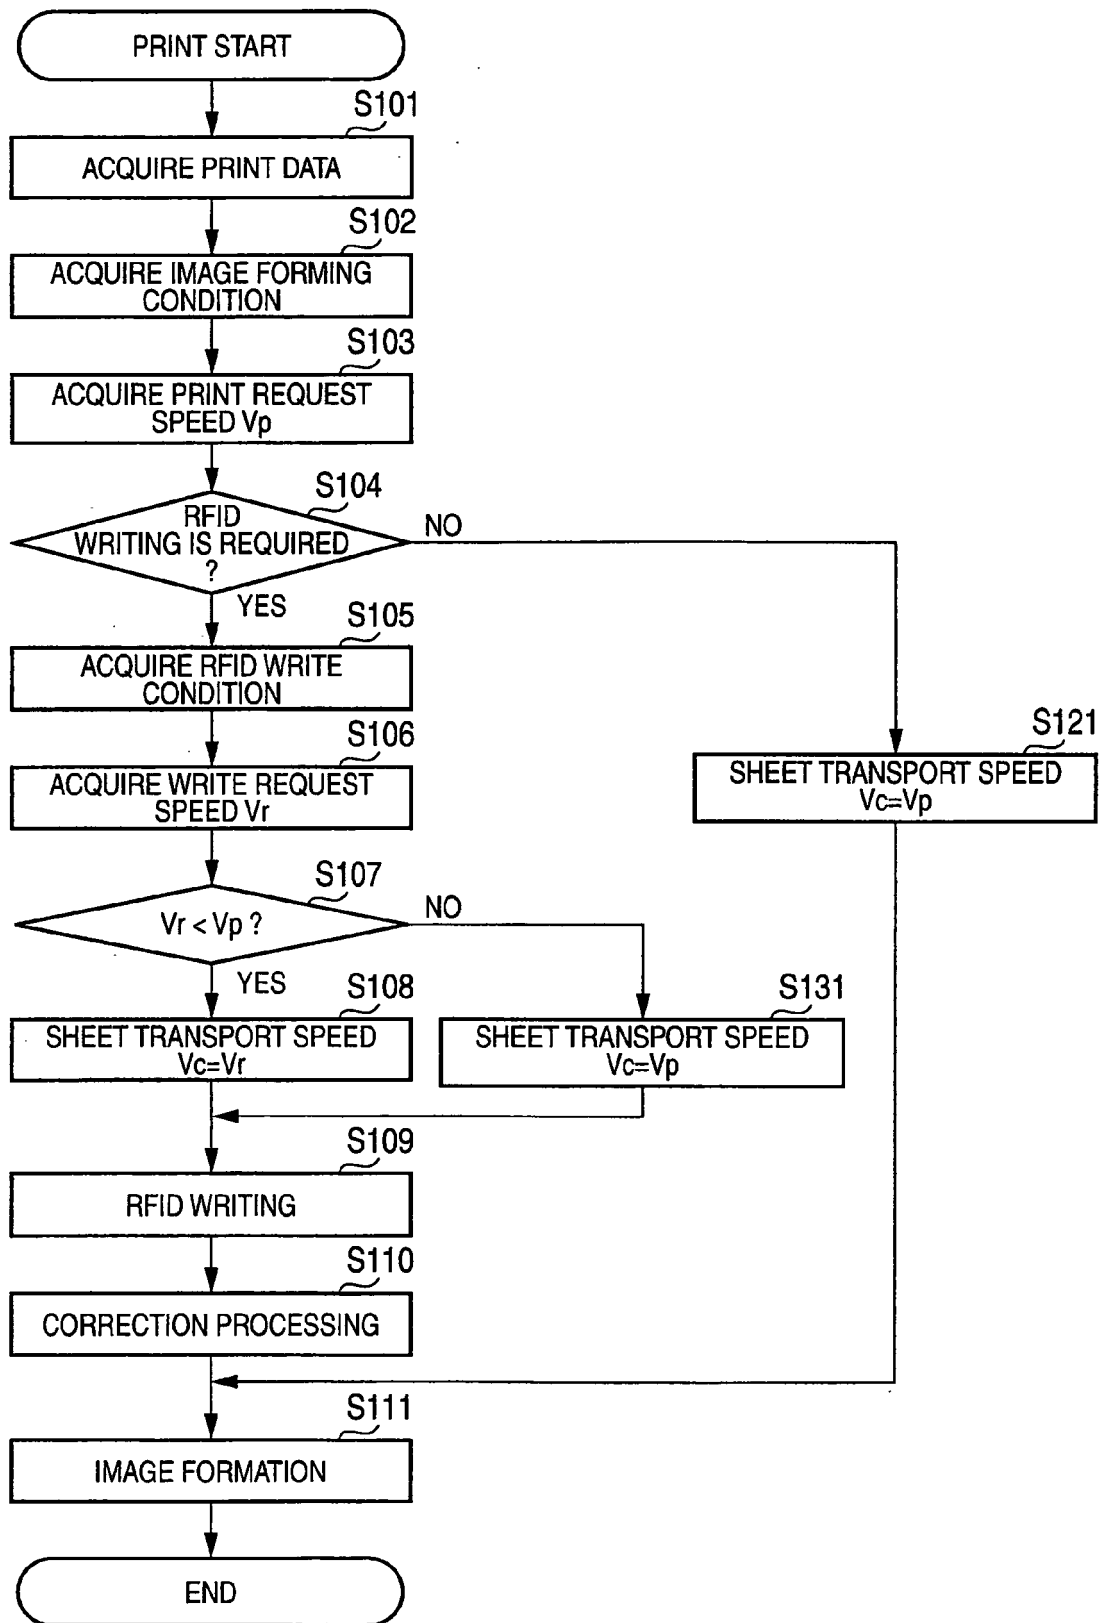 PRINT START
S101
ACQUIRE PRINT DATA
S102
ACQUIRE IMAGE FORMING
CONDITION
S103
ACQUIRE PRINT REQUEST
SPEED Vp
S104
RFID
WRITING IS REQUIRED
?
NO
YES
S105
ACQUIRE RFID WRITE
CONDITION
S106
ACQUIRE WRITE REQUEST
SPEED Vr
S121
SHEET TRANSPORT SPEED
Vc=Vp
S107
Vr < Vp ?
NO
YES
S108
SHEET TRANSPORT SPEED
Vc=Vr
S131
SHEET TRANSPORT SPEED
Vc=Vp
S109
RFID WRITING
S110
CORRECTION PROCESSING
S111
IMAGE FORMATION
END